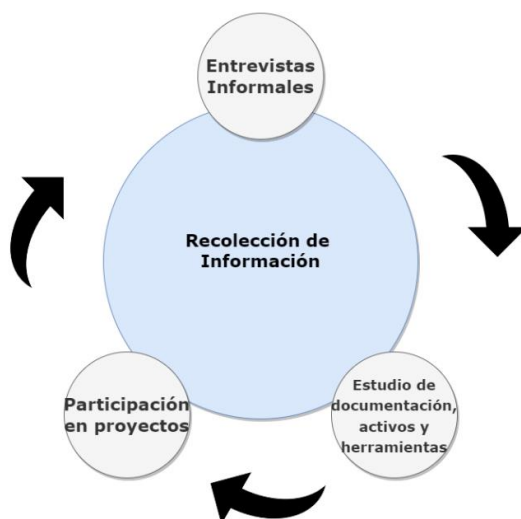 Entrevistas
Informales
Recolección de
Información
Participación
en proyectos
Estudio de
documentación,
activos y
herramientas